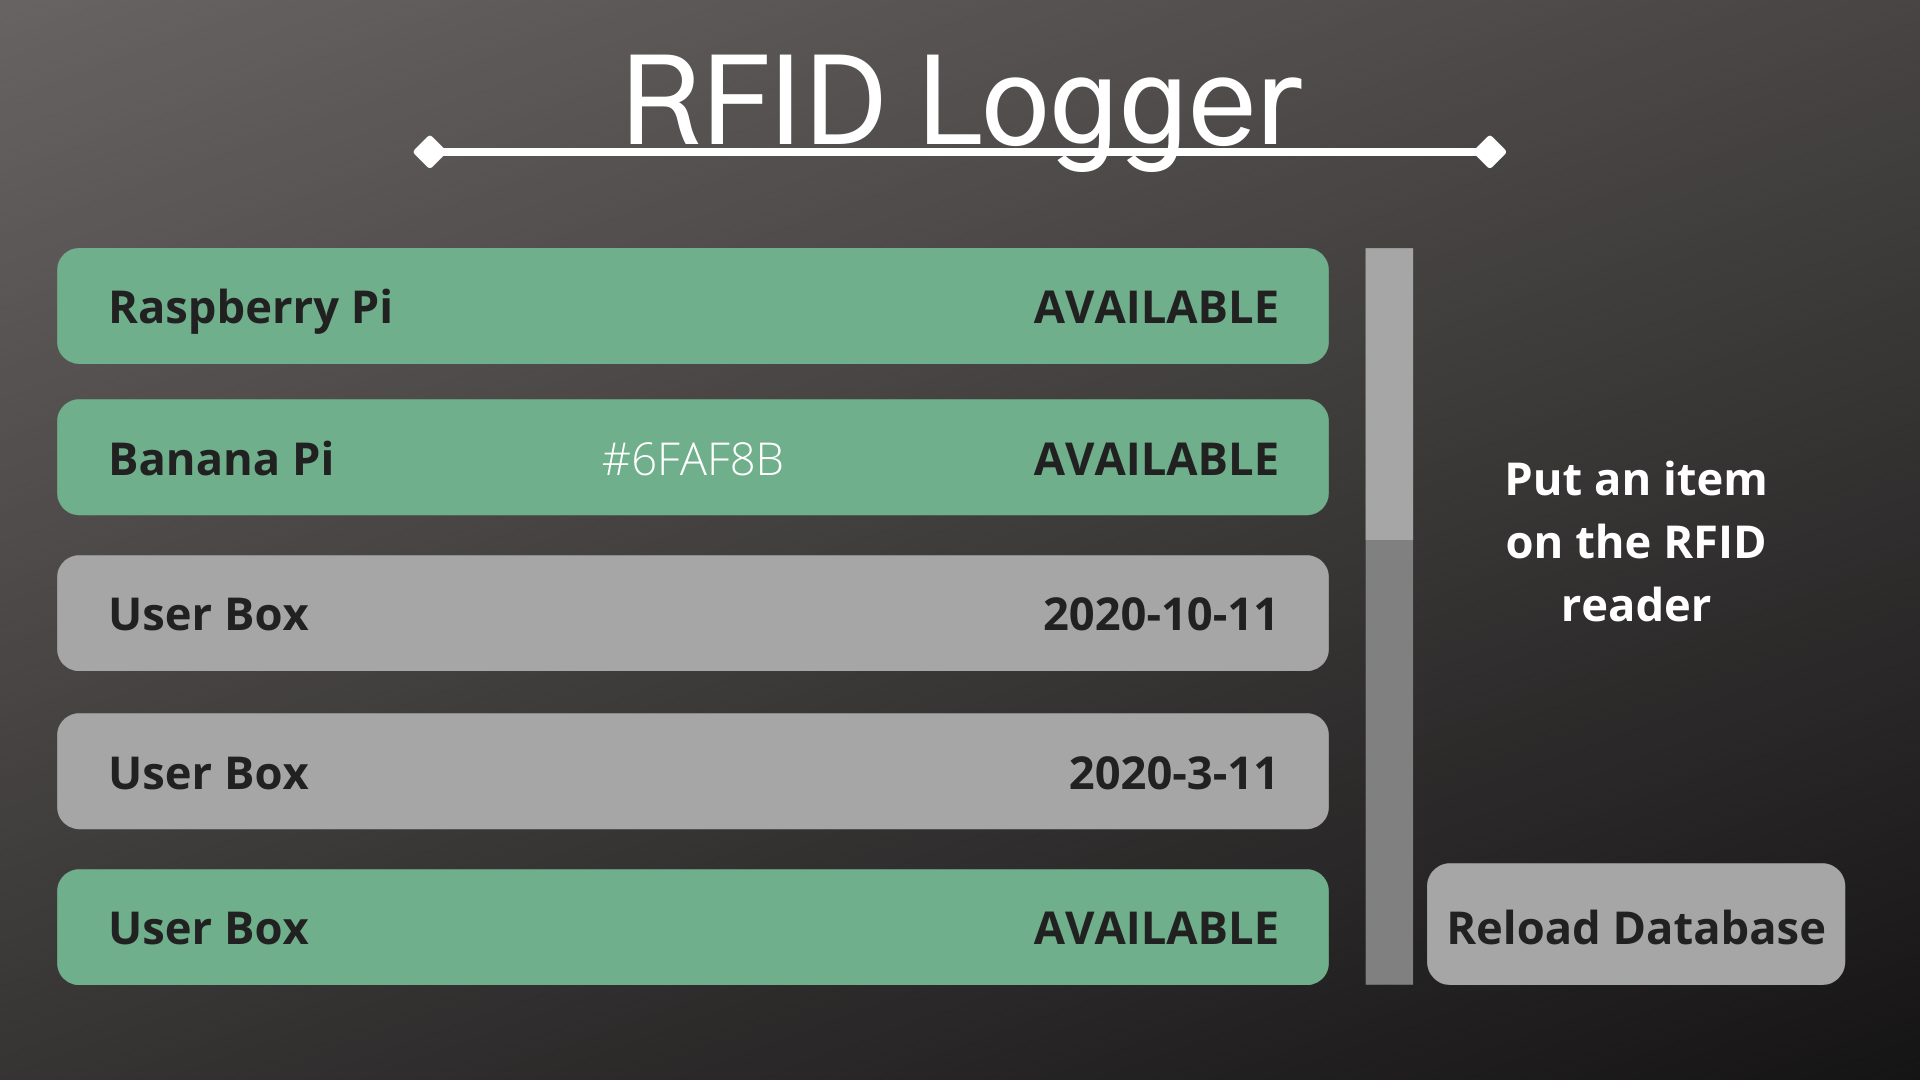 RFID Logger
Raspberry Pi AVAILABLE
Banana Pi #6FAF8B AVAILABLE
User Box 2020-10-11
User Box 2020-3-11
User Box AVAILABLE
Put an item
on the RFID
reader
Reload Database